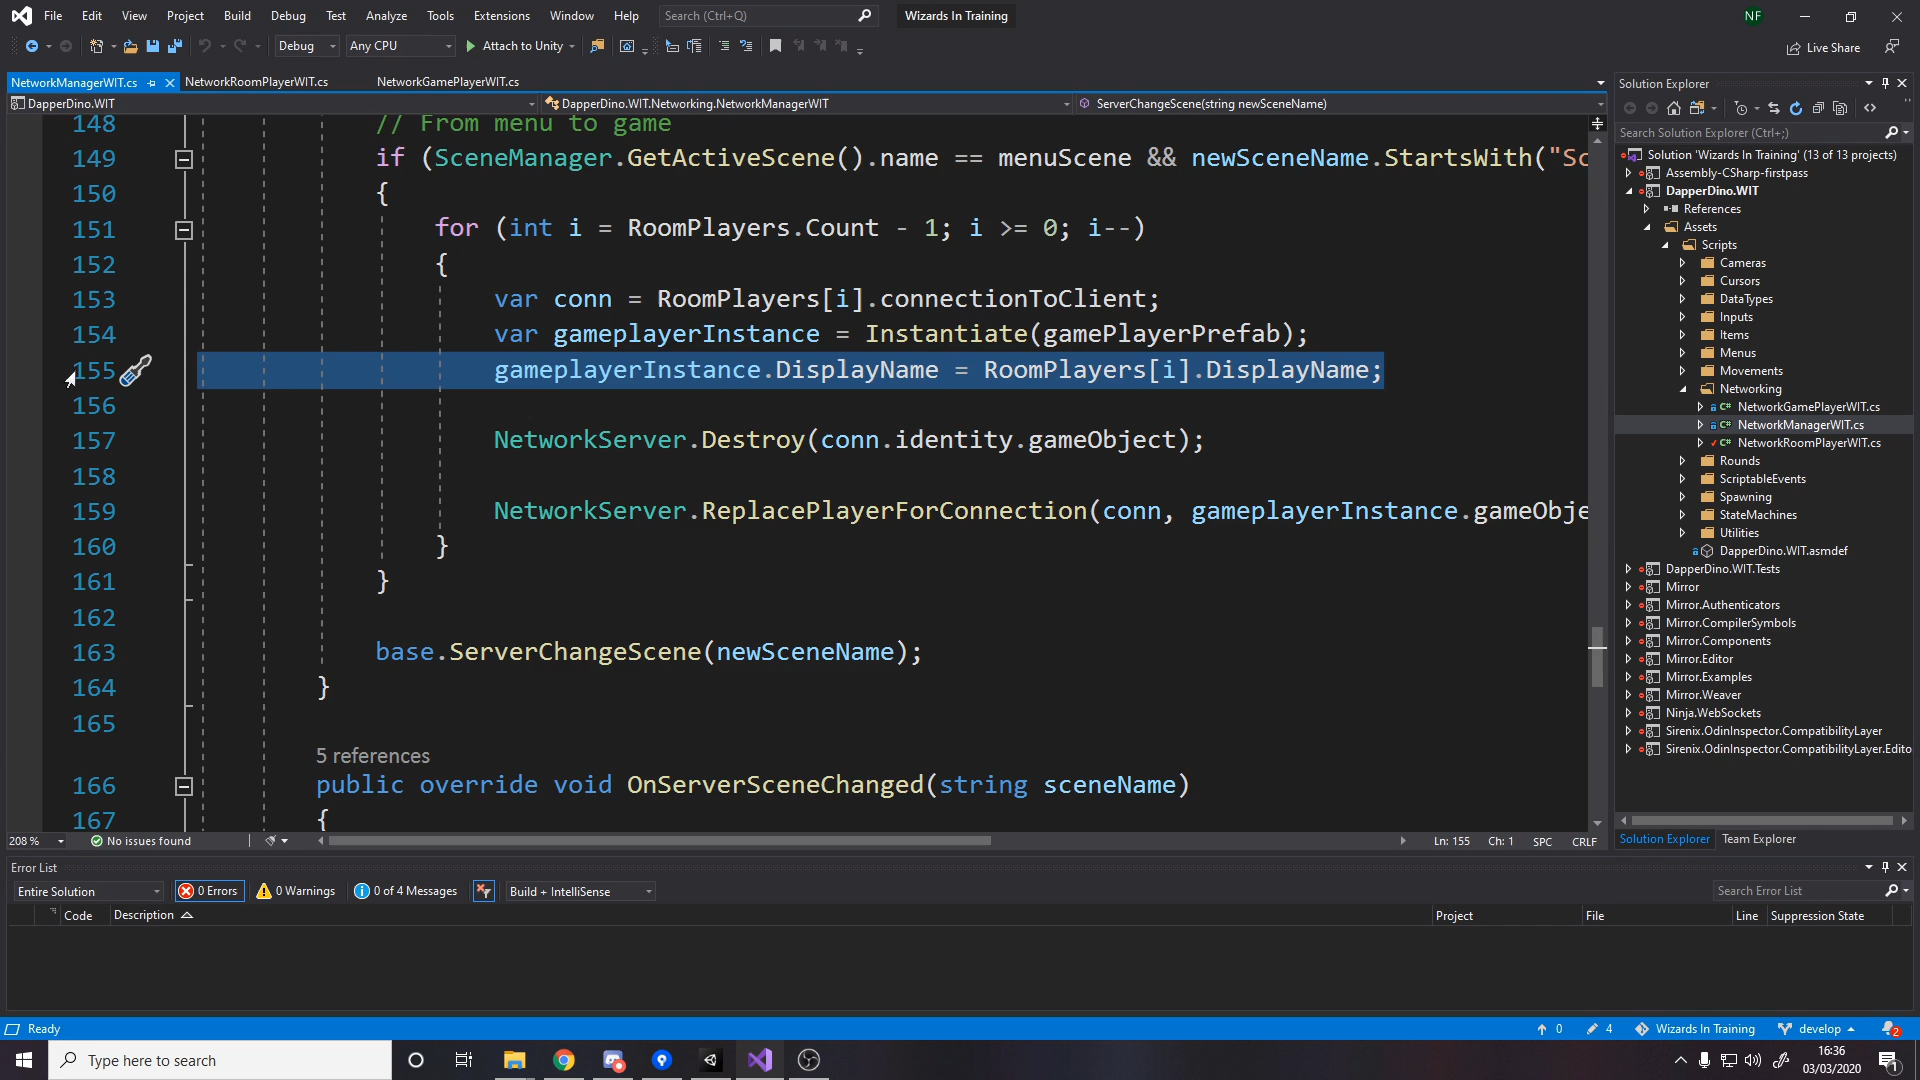 File Edit View Project Build Debug Test Analyze Tools Extensions Window Help Search (Ctrl+Q) Wizards In Training NF
Debug Any CPU Attach to Unity Live Share
NetworkManagerWIT.cs NetworkRoomPlayerWIT.cs NetworkGamePlayerWIT.cs
DapperDino.WIT DapperDino.WIT.Networking.NetworkManagerWIT ServerChangeScene(string newSceneName)
148 // From menu to game
149 if (SceneManager.GetActiveScene().name == menuScene && newSceneName.StartsWith("Sc
150 {
151 for (int i = RoomPlayers.Count - 1; i >= 0; i--)
152 {
153 var conn = RoomPlayers[i].connectionToClient;
154 var gameplayerInstance = Instantiate(gamePlayerPrefab);
155 gameplayerInstance.DisplayName = RoomPlayers[i].DisplayName;
156
157 NetworkServer.Destroy(conn.identity.gameObject);
158
159 NetworkServer.ReplacePlayerForConnection(conn, gameplayerInstance.gameObje
160 }
161 }
162
163 base.ServerChangeScene(newSceneName);
164 }
165
5 references
166 public override void OnServerSceneChanged(string sceneName)
167 {
208 % No issues found Ln: 155 Ch: 1 SPC CRLF
Solution Explorer
Search Solution Explorer (Ctrl+;)
Solution 'Wizards In Training' (13 of 13 projects)
Assembly-CSharp-firstpass
DapperDino.WIT
References
Assets
Scripts
Cameras
Cursors
DataTypes
Inputs
Items
Menus
Movements
Networking
C# NetworkGamePlayerWIT.cs
C# NetworkManagerWIT.cs
C# NetworkRoomPlayerWIT.cs
Rounds
ScriptableEvents
Spawning
StateMachines
Utilities
DapperDino.WIT.asmdef
DapperDino.WIT.Tests
Mirror
Mirror.Authenticators
Mirror.CompilerSymbols
Mirror.Components
Mirror.Editor
Mirror.Examples
Mirror.Weaver
Ninja.WebSockets
Sirenix.OdinInspector.CompatibilityLayer
Sirenix.OdinInspector.CompatibilityLayer.Edito
Solution Explorer Team Explorer
Error List
Entire Solution 0 Errors 0 Warnings 0 of 4 Messages Build + IntelliSense Search Error List
Code Description Project File Line Suppression State
Ready 0 4 Wizards In Training develop 2
Type here to search 16:36
03/03/2020 1